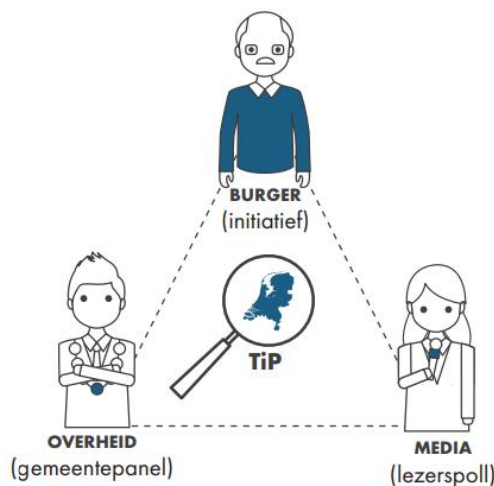 BURGER
(initiatief)
TiP
OVERHEID
(gemeentepanel)
MEDIA
(lezerspoll)